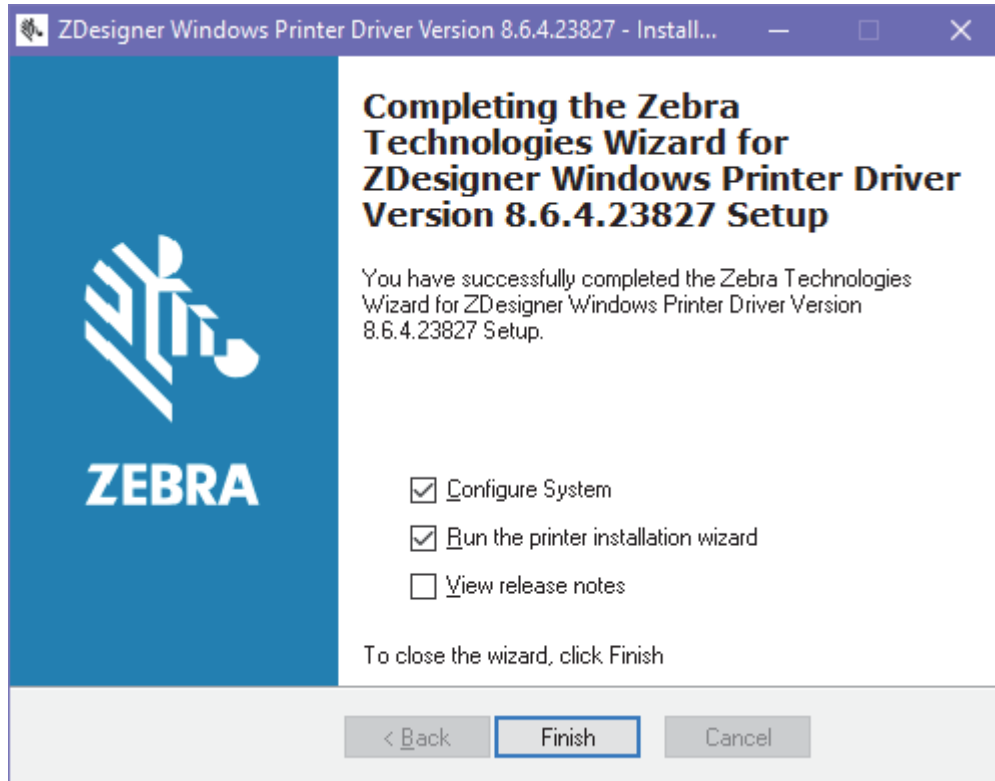 ZDesigner Windows Printer Driver Version 8.6.4.23827 - Install...
Completing the Zebra
Technologies Wizard for
ZDesigner Windows Printer Driver
Version 8.6.4.23827 Setup
You have successfully completed the Zebra Technologies
Wizard for ZDesigner Windows Printer Driver Version
8.6.4.23827 Setup.
ZEBRA
Configure System
Run the printer installation wizard
View release notes
To close the wizard, click Finish
< Back
Finish
Cancel